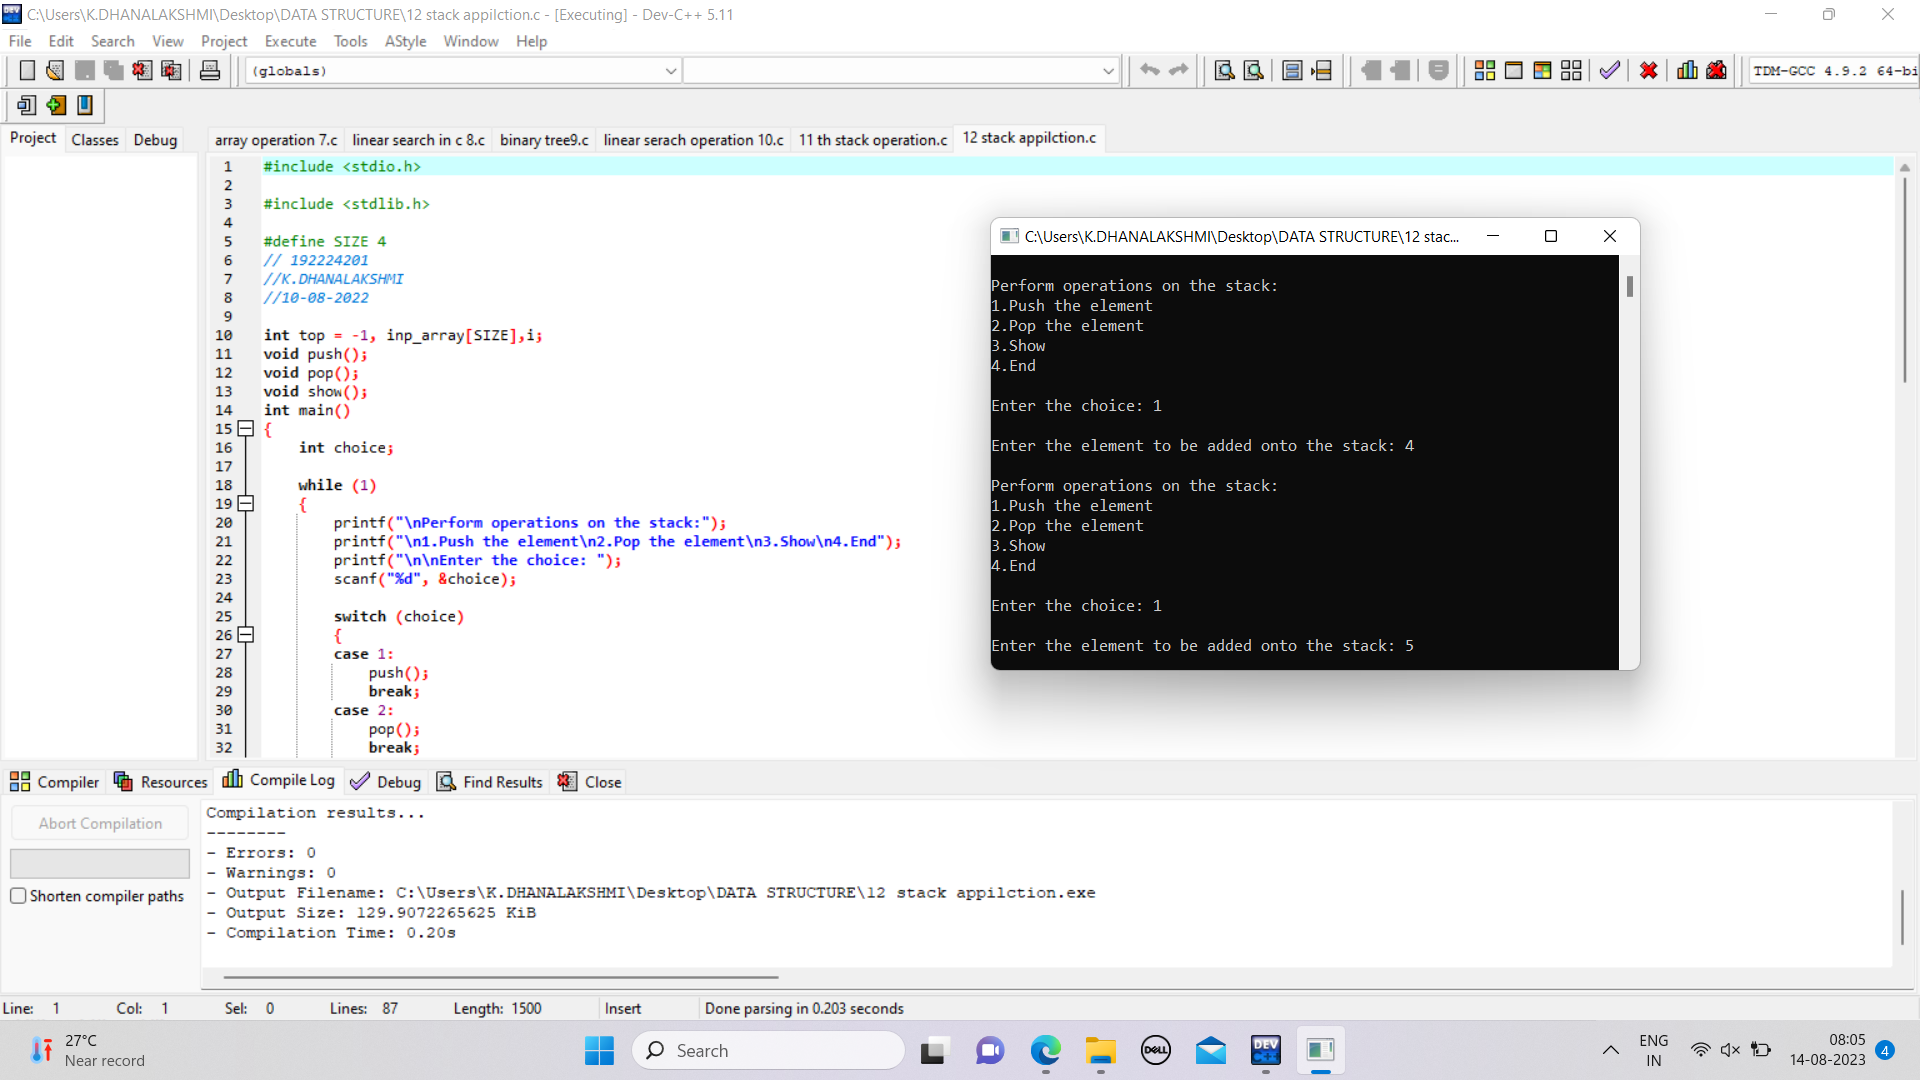 C:\Users\K.DHANALAKSHMI\Desktop\DATA STRUCTURE\12 stack appilction.c - [Executing] - Dev-C++ 5.11
File Edit Search View Project Execute Tools AStyle Window Help
(globals)
TDM-GCC 4.9.2 64-bi
Project Classes Debug
array operation 7.c linear search in c 8.c binary tree9.c linear serach operation 10.c 11 th stack operation.c 12 stack appilction.c
1 #include <stdio.h>
2
3 #include <stdlib.h>
4
5 #define SIZE 4
6 // 192224201
7 //K.DHANALAKSHMI
8 //10-08-2022
9
10 int top = -1, inp_array[SIZE],i;
11 void push();
12 void pop();
13 void show();
14 int main()
15 {
16 int choice;
17
18 while (1)
19 {
20 printf("\nPerform operations on the stack:");
21 printf("\n1.Push the element\n2.Pop the element\n3.Show\n4.End");
22 printf("\n\nEnter the choice: ");
23 scanf("%d", &choice);
24
25 switch (choice)
26 {
27 case 1:
28 push();
29 break;
30 case 2:
31 pop();
32 break;
C:\Users\K.DHANALAKSHMI\Desktop\DATA STRUCTURE\12 stac...
Perform operations on the stack:
1.Push the element
2.Pop the element
3.Show
4.End
Enter the choice: 1
Enter the element to be added onto the stack: 4
Perform operations on the stack:
1.Push the element
2.Pop the element
3.Show
4.End
Enter the choice: 1
Enter the element to be added onto the stack: 5
Compiler Resources Compile Log Debug Find Results Close
Abort Compilation
Shorten compiler paths
Compilation results...
--------
- Errors: 0
- Warnings: 0
- Output Filename: C:\Users\K.DHANALAKSHMI\Desktop\DATA STRUCTURE\12 stack appilction.exe
- Output Size: 129.9072265625 KiB
- Compilation Time: 0.20s
Line: 1 Col: 1 Sel: 0 Lines: 87 Length: 1500 Insert Done parsing in 0.203 seconds
27°C
Near record
Search
DELL
DEV
C++
ENG
IN
08:05
14-08-2023
4